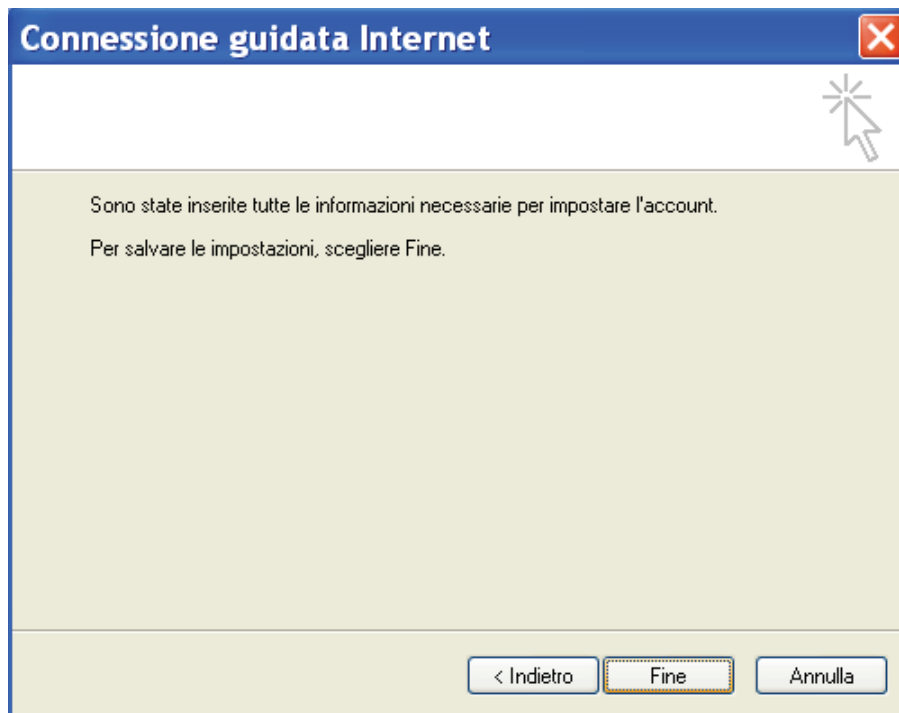 Connessione guidata Internet
Sono state inserite tutte le informazioni necessarie per impostare l'account.
Per salvare le impostazioni, scegliere Fine.
< Indietro Fine Annulla